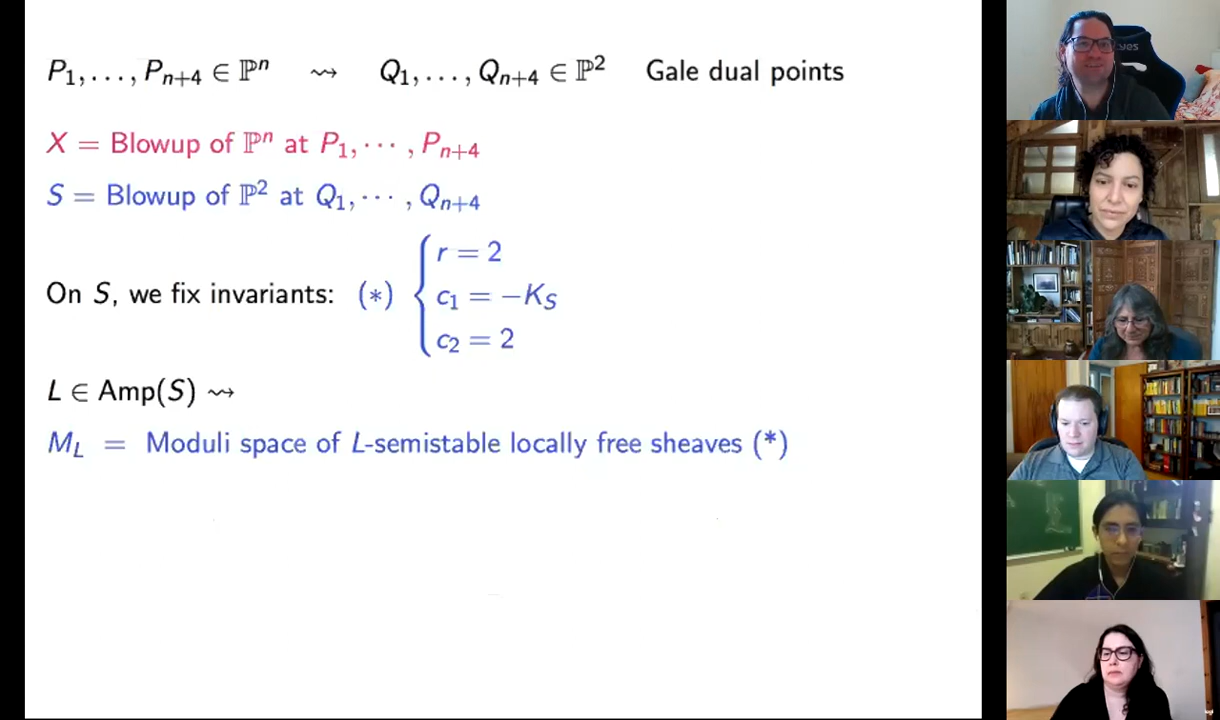 P₁, . . . , Pₙ₊₄ ∈ ℙⁿ ⇝ Q₁, . . . , Qₙ₊₄ ∈ ℙ² Gale dual points
X = Blowup of ℙⁿ at P₁, · · · , Pₙ₊₄
S = Blowup of ℙ² at Q₁, · · · , Qₙ₊₄
r = 2
On S, we fix invariants: (*) { c₁ = −K_S
c₂ = 2
L ∈ Amp(S) ⇝
M_L = Moduli space of L-semistable locally free sheaves (*)